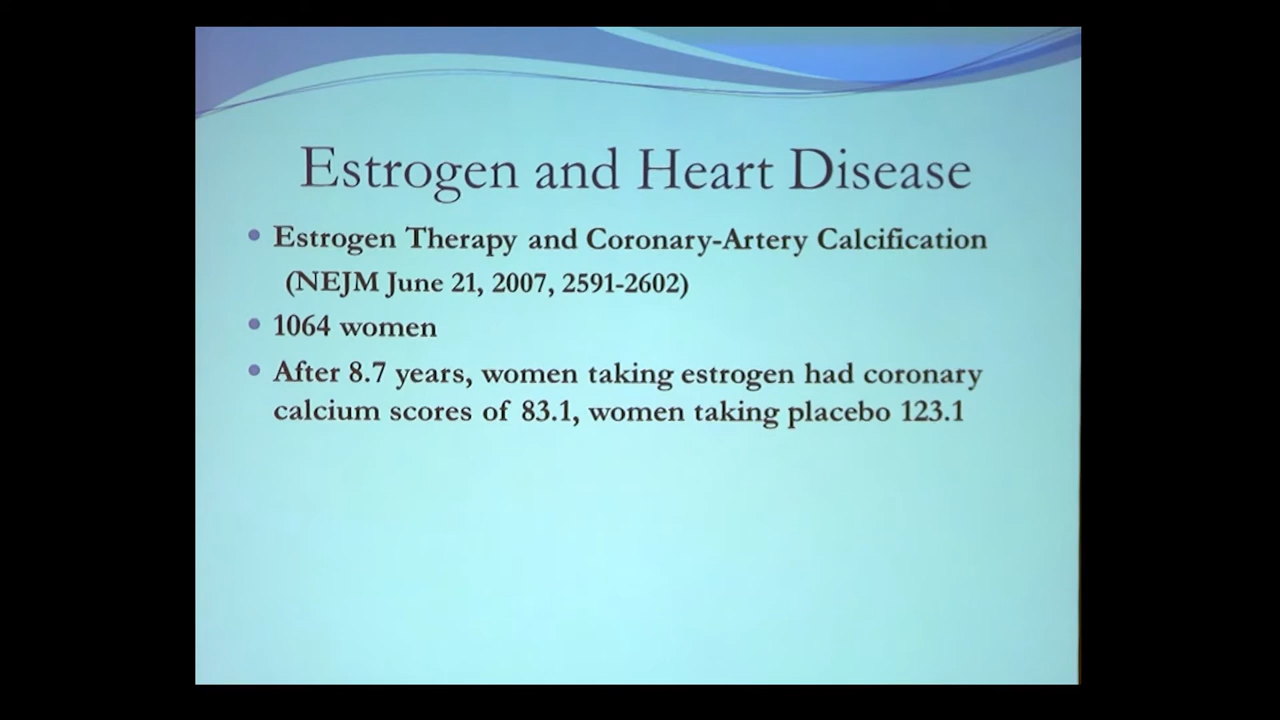 Estrogen and Heart Disease
• Estrogen Therapy and Coronary-Artery Calcification
(NEJM June 21, 2007, 2591-2602)
• 1064 women
• After 8.7 years, women taking estrogen had coronary
calcium scores of 83.1, women taking placebo 123.1